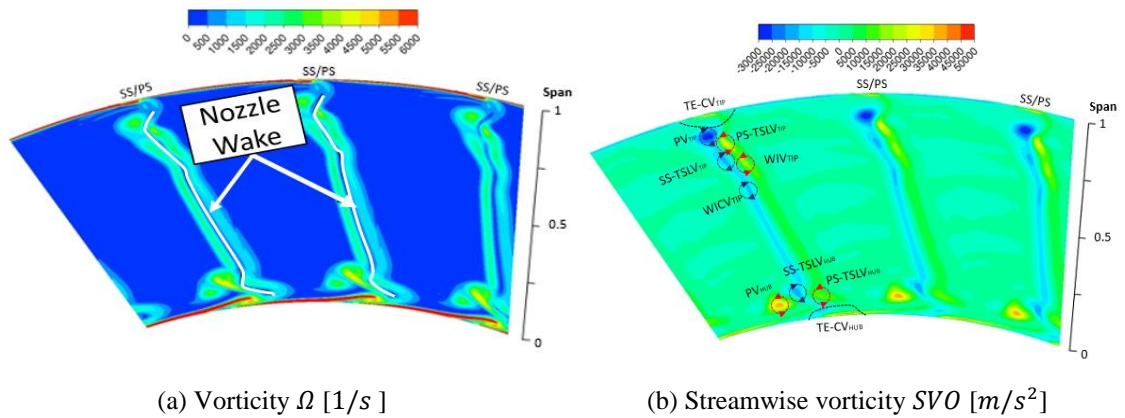 0
500
1000
1500
2000
2500
3000
3500
4000
4500
5000
5500
6000
SS/PS
SS/PS
SS/PS
Nozzle
Wake
Span
1
0.5
0
-30000
-25000
-20000
-15000
-10000
-5000
0
5000
10000
15000
20000
25000
30000
35000
40000
45000
50000
SS/PS
SS/PS
Span
TE-CVTIP
PVTIP
PS-TSLVTIP
SS-TSLVTIP
WIVTIP
WICVTIP
SS-TSLVHUB
PS-TSLVHUB
PVHUB
TE-CVHUB
1
0.5
0
(a) Vorticity Ω [1/s ]
(b) Streamwise vorticity SVO [m/s²]